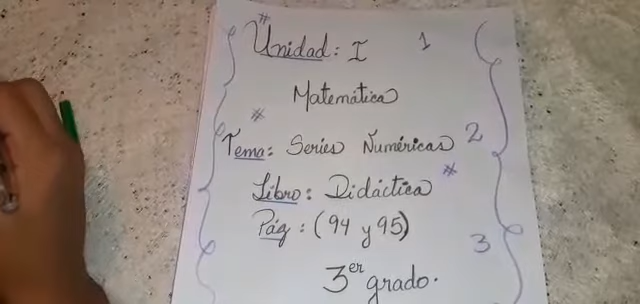 Unidad: I 1
Matemática
Tema: Series Numéricas 2
Libro: Didáctica
Pág: (94 y 95)
3
3er grado.